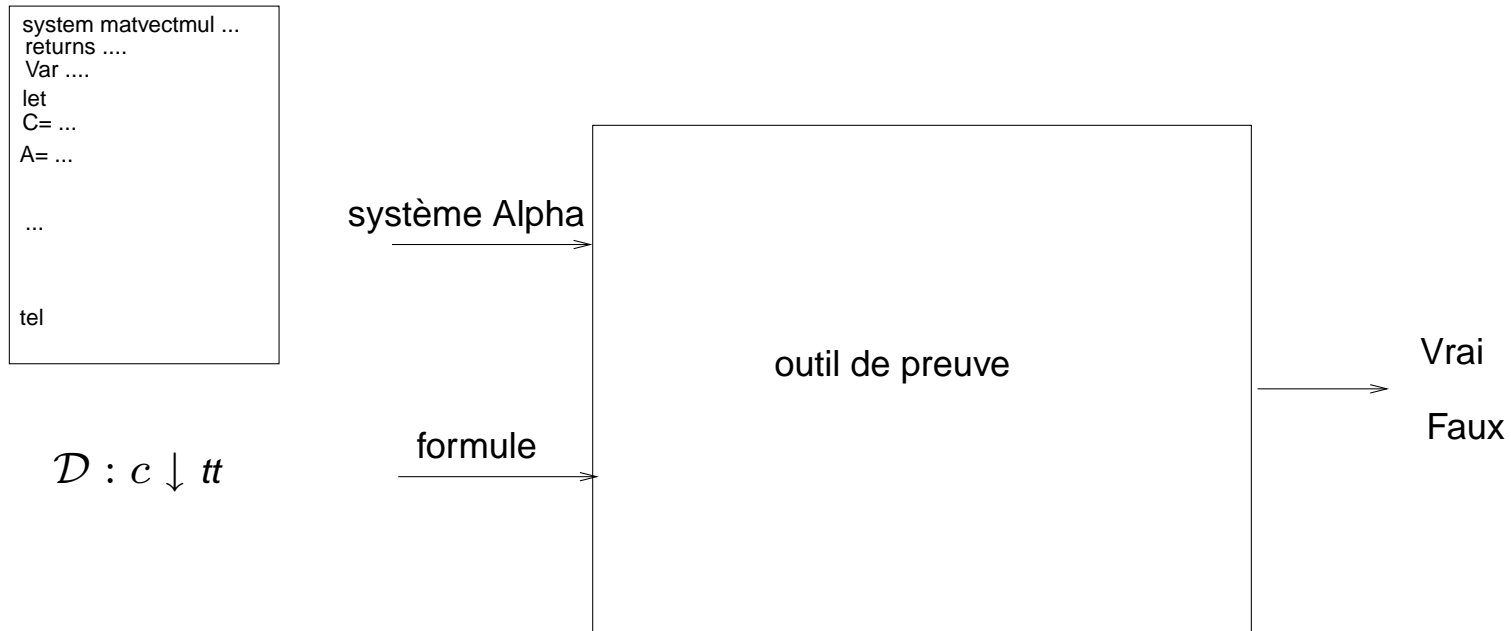 system matvectmul ...
returns ....
Var ....
let
C= ...
A= ...
...
tel
système Alpha
outil de preuve
Vrai
Faux
formule
𝒟 : c ↓ tt